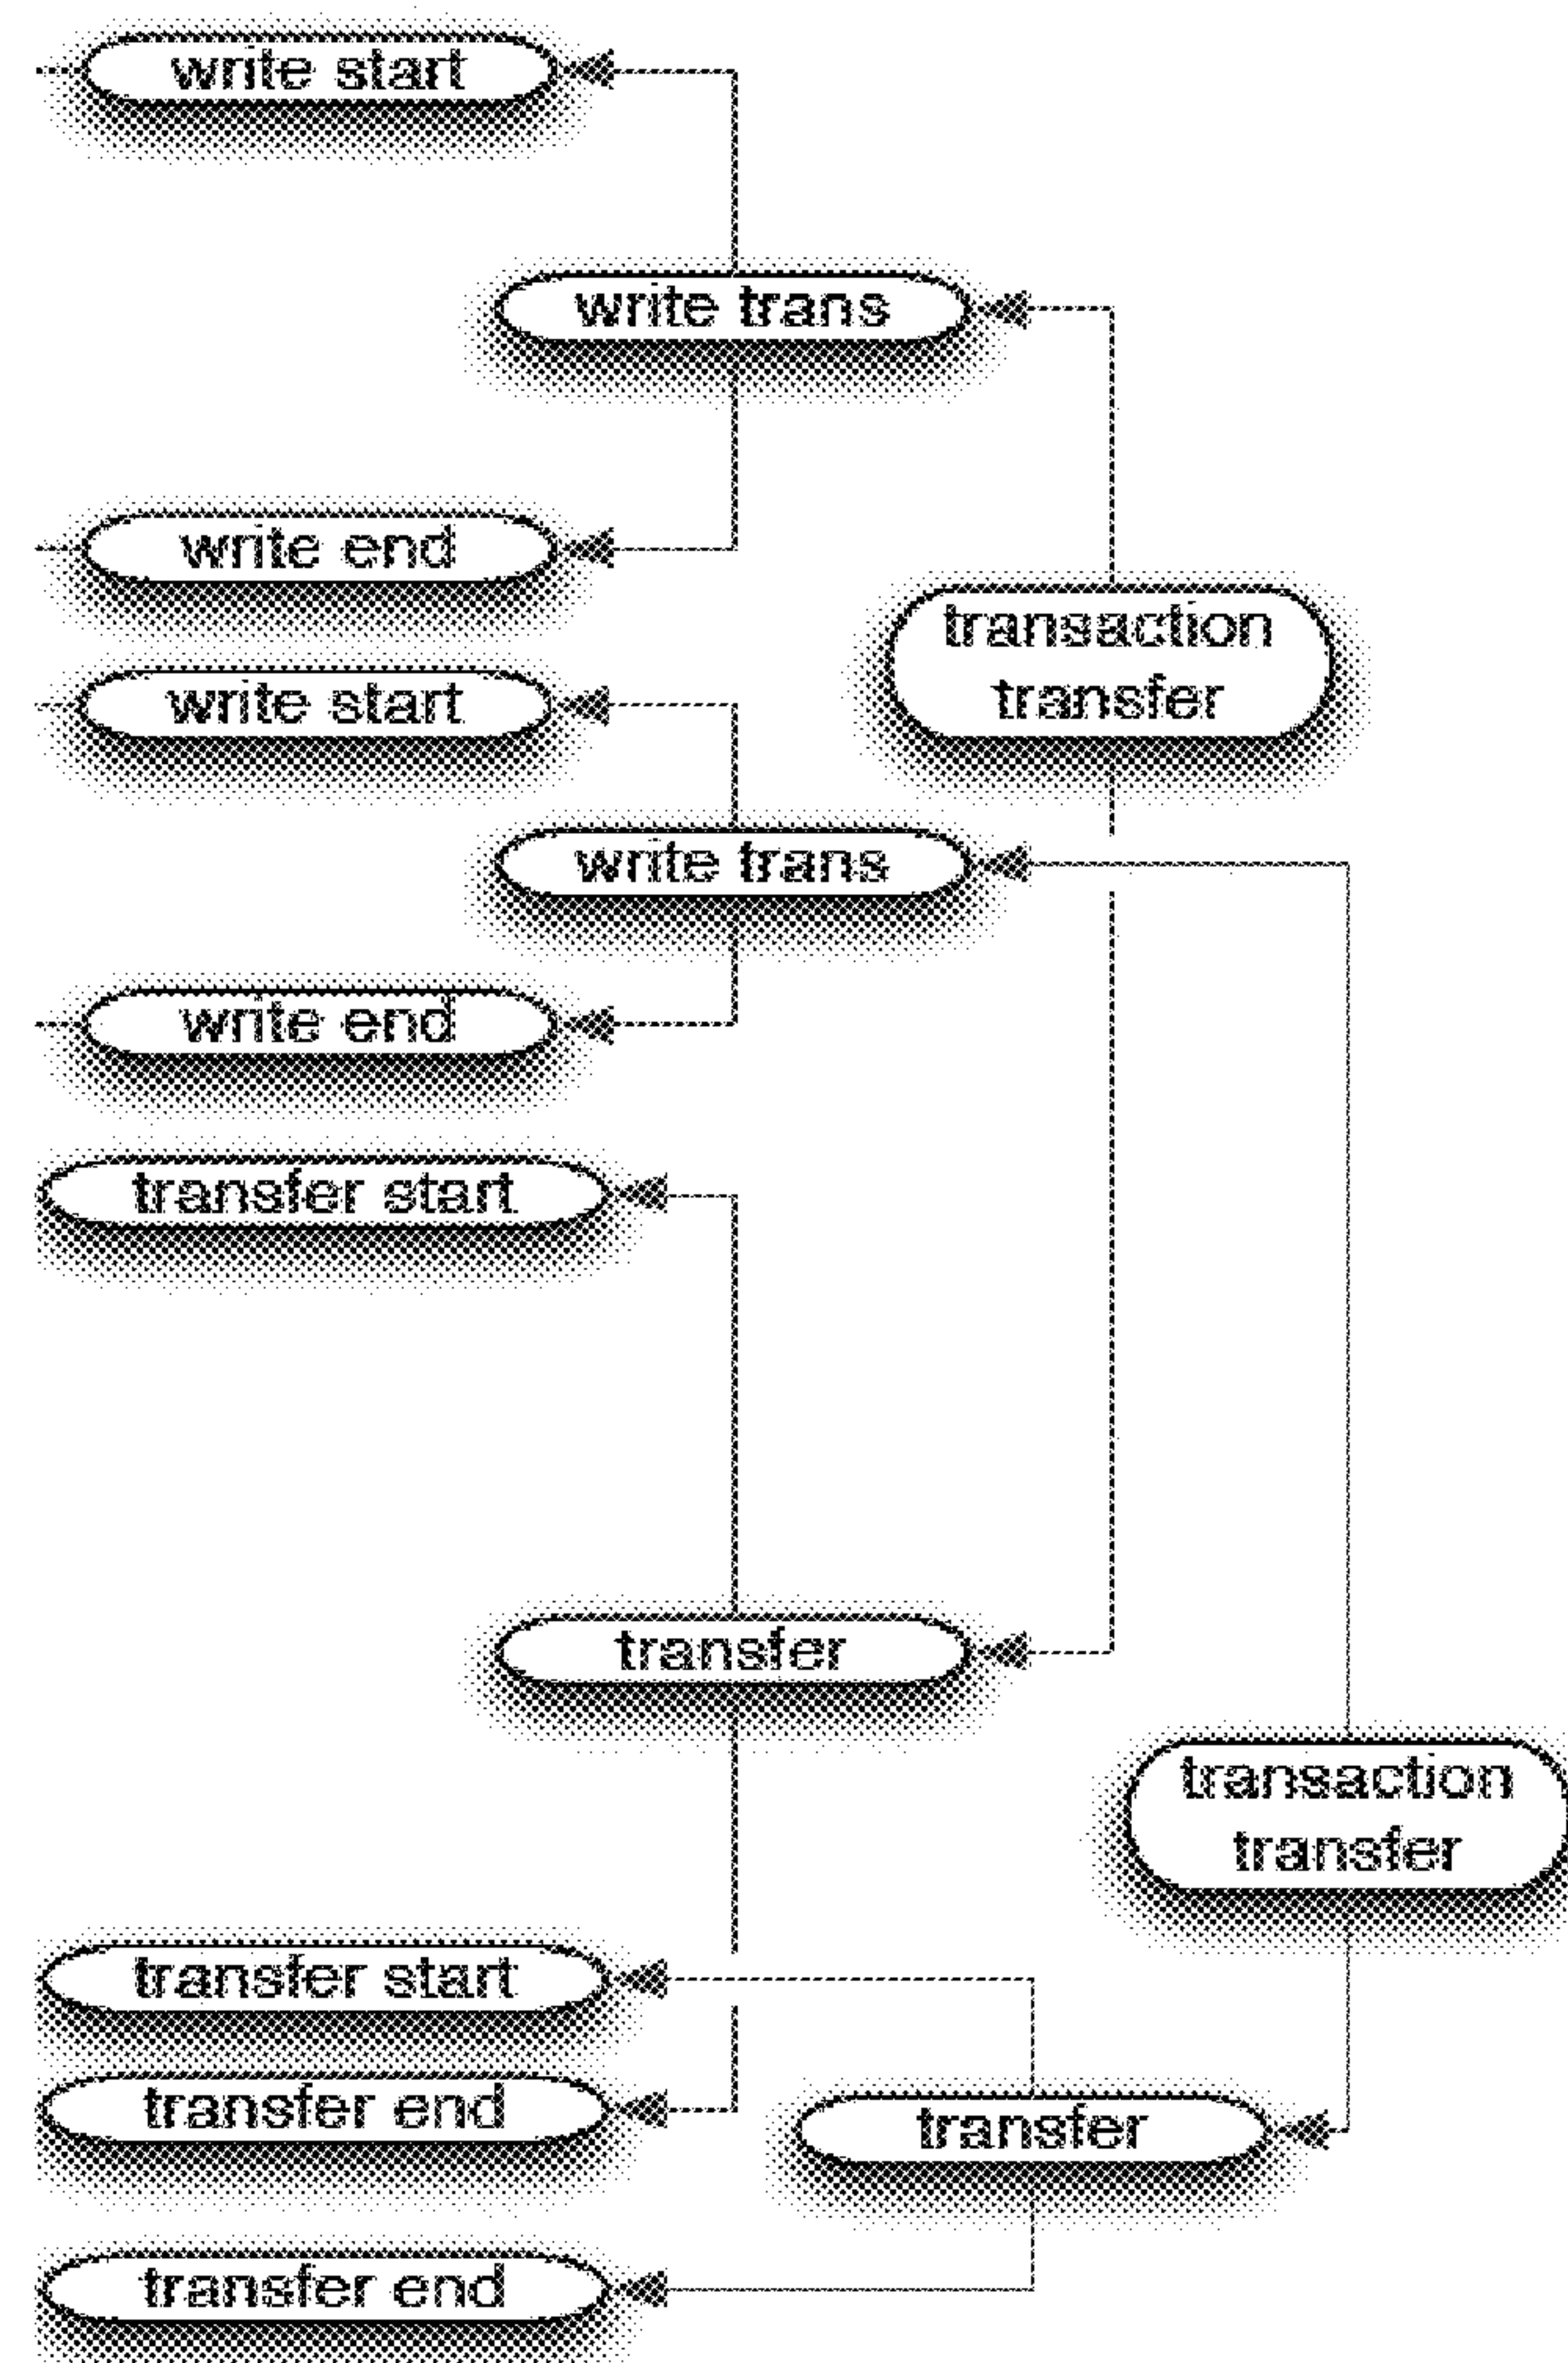 write start
write trans
write end
transaction
transfer
write start
write trans
write end
transfer start
transfer
transaction
transfer
transfer start
transfer end
transfer
transfer end